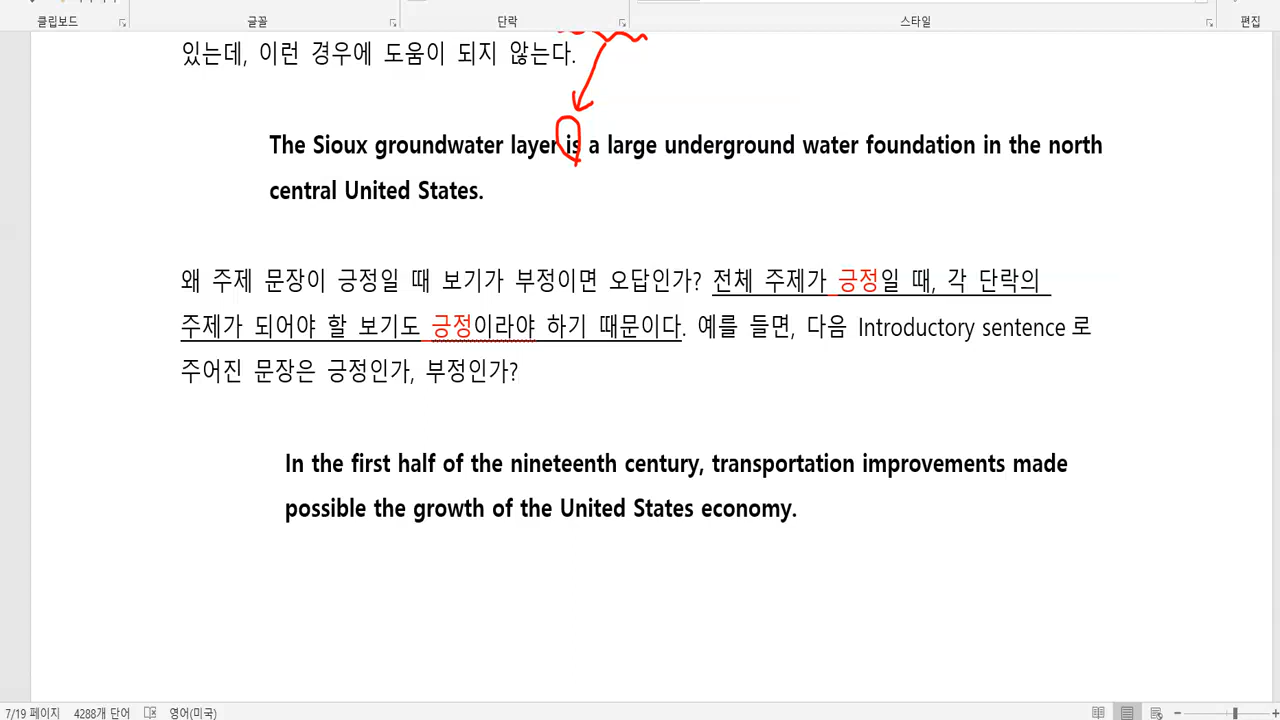 클립보드
글꼴
단락
스타일
편집
있는데, 이런 경우에 도움이 되지 않는다.
The Sioux groundwater layer is a large underground water foundation in the north
central United States.
왜 주제 문장이 긍정일 때 보기가 부정이면 오답인가? 전체 주제가 긍정일 때, 각 단락의
주제가 되어야 할 보기도 긍정이라야 하기 때문이다. 예를 들면, 다음 Introductory sentence로
주어진 문장은 긍정인가, 부정인가?
In the first half of the nineteenth century, transportation improvements made
possible the growth of the United States economy.
7/19 페이지
4288개 단어
영어(미국)